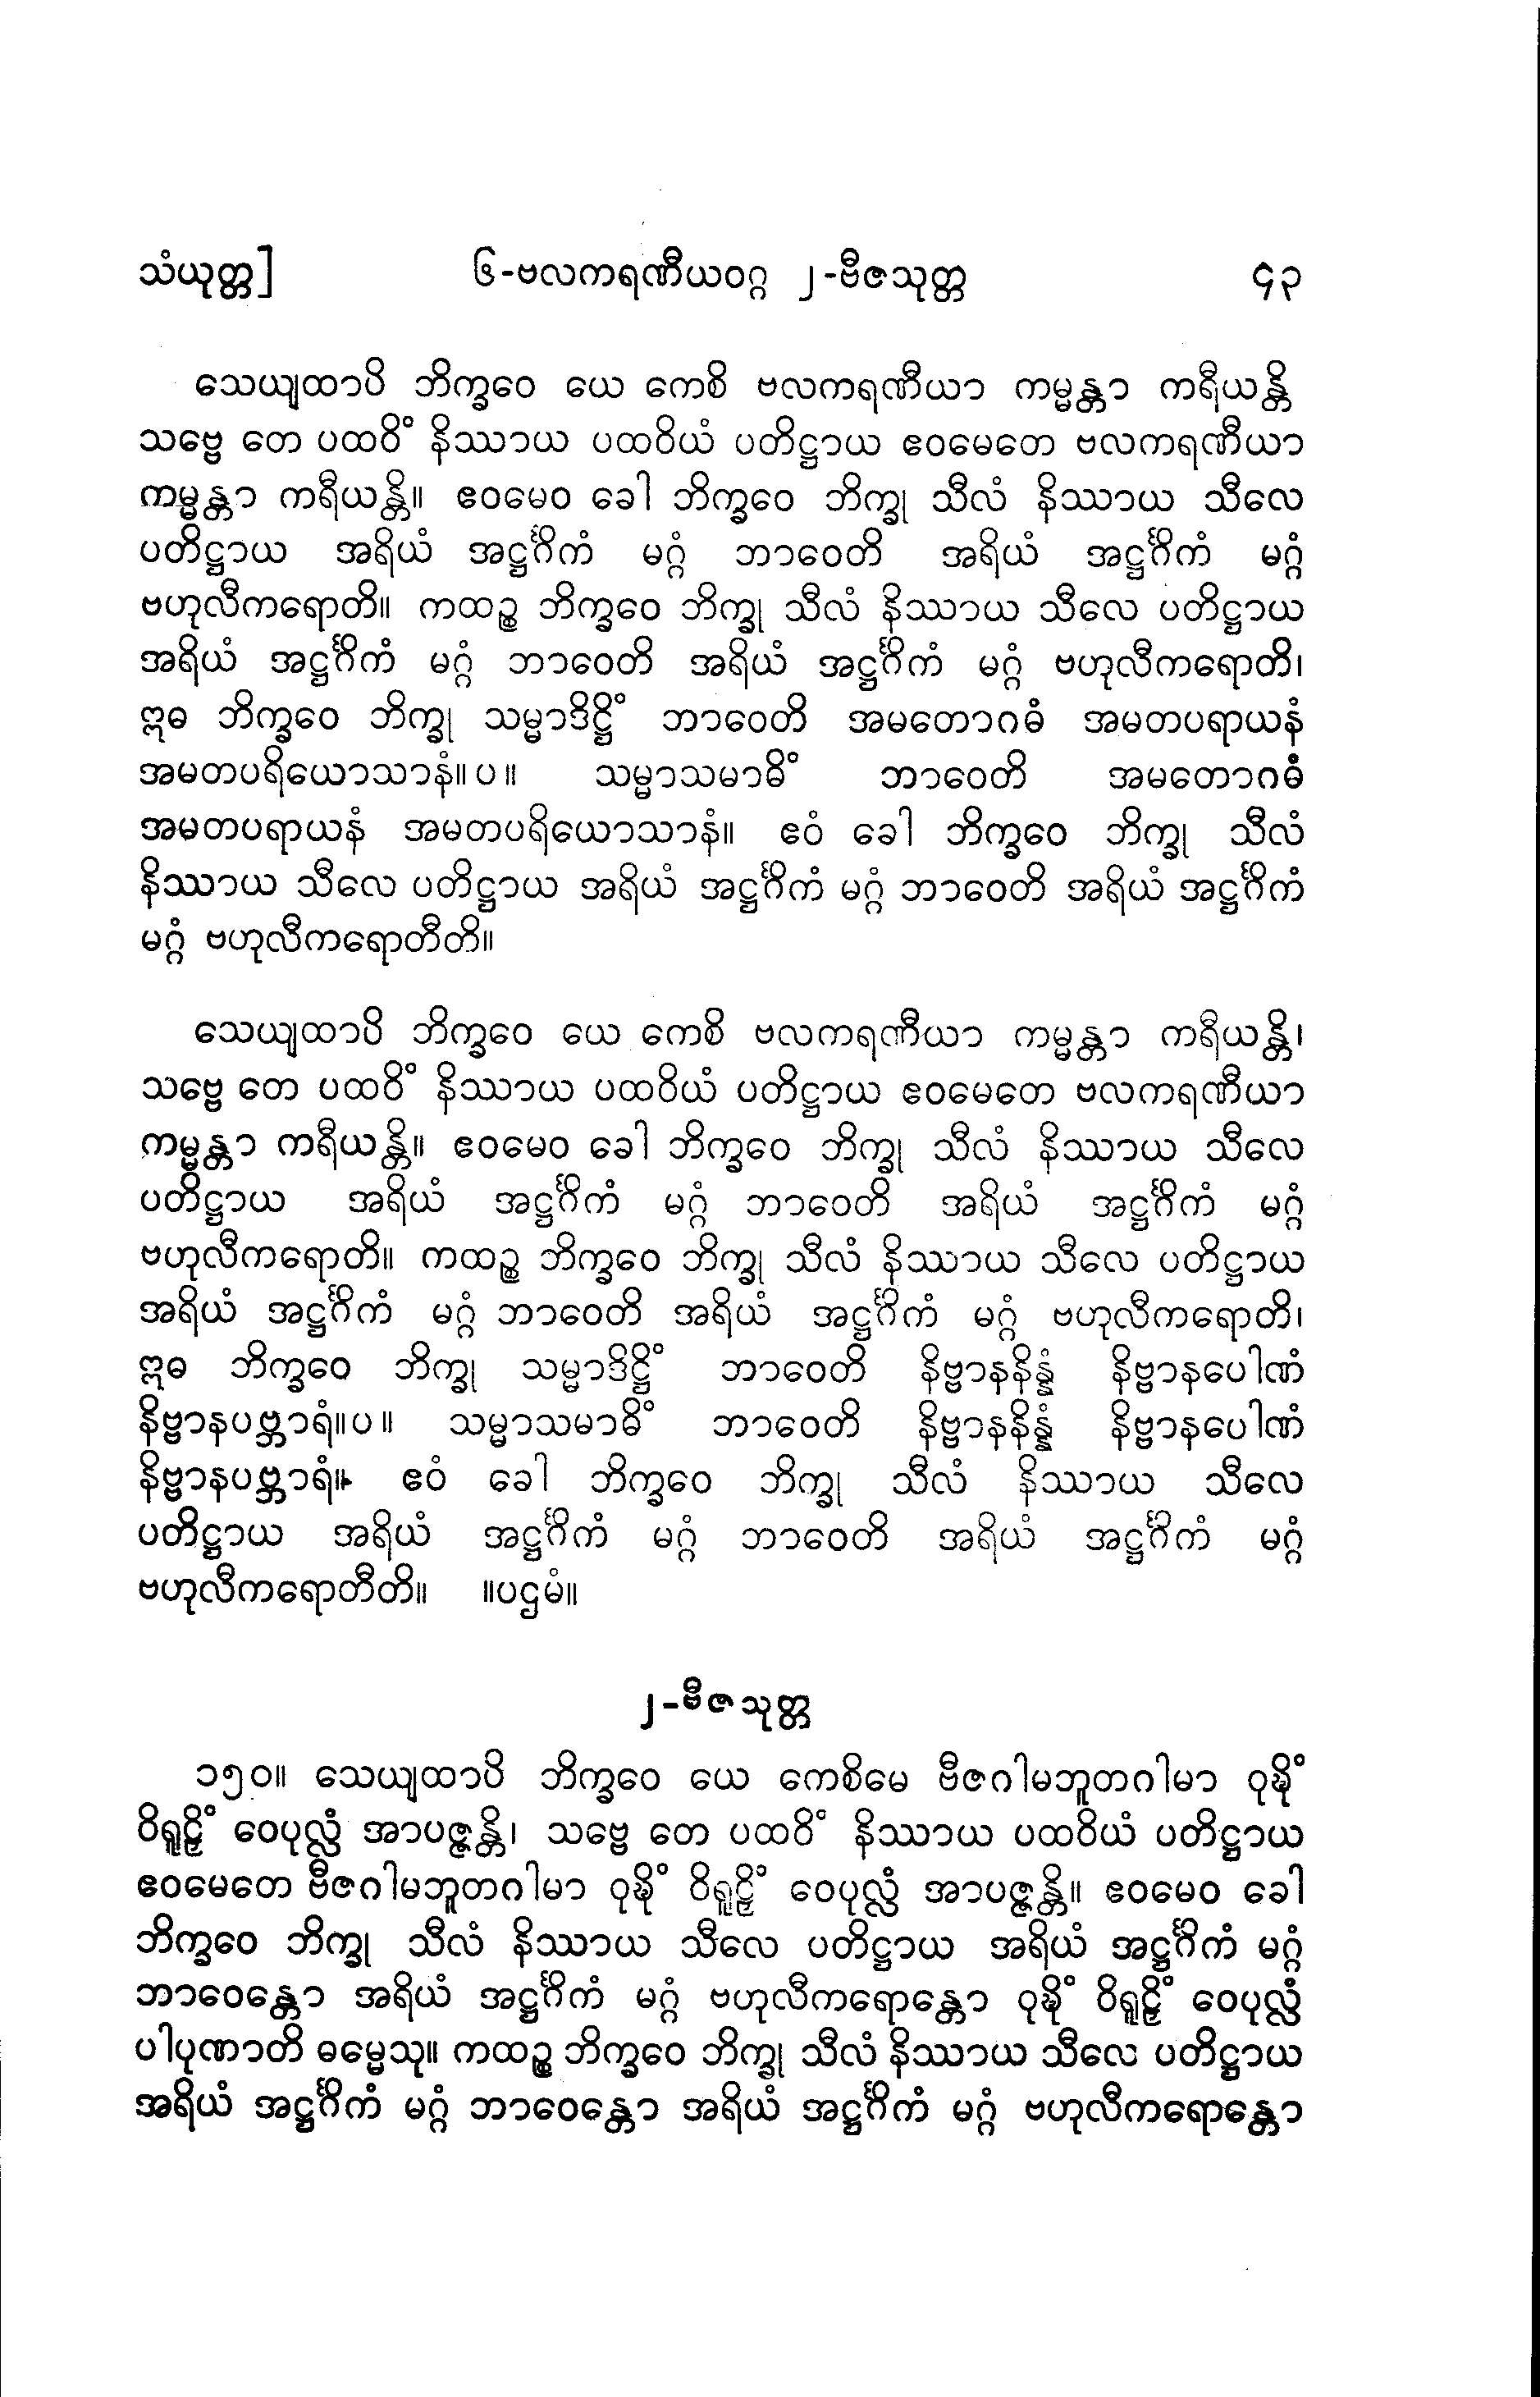 သံယုတ္တ] ၆-ဗလကရဏီယဝဂ္ဂ ၂-ဗီဇသုတ္တ ၄၃
သေယျထာပိ ဘိက္ခဝေ ယေ ကေစိ ဗလကရဏီယာ ကမ္မန္တာ ကရီယန္တိ
သဗ္ဗေ တေ ပထဝိံ နိဿာယ ပထဝိယံ ပတိဋ္ဌာယ ဧဝမေတေ ဗလကရဏီယာ
ကမ္မန္တာ ကရီယန္တိ။ ဧဝမေဝ ခေါ ဘိက္ခဝေ ဘိက္ခု သီလံ နိဿာယ သီလေ
ပတိဋ္ဌာယ အရိယံ အဋ္ဌင်္ဂိကံ မဂ္ဂံ ဘာဝေတိ အရိယံ အဋ္ဌင်္ဂိကံ မဂ္ဂံ
ဗဟုလီကရောတိ။ ကထဉ္စ ဘိက္ခဝေ ဘိက္ခု သီလံ နိဿာယ သီလေ ပတိဋ္ဌာယ
အရိယံ အဋ္ဌင်္ဂိကံ မဂ္ဂံ ဘာဝေတိ အရိယံ အဋ္ဌင်္ဂိကံ မဂ္ဂံ ဗဟုလီကရောတိ၊
ဣဓ ဘိက္ခဝေ ဘိက္ခု သမ္မာဒိဋ္ဌိံ ဘာဝေတိ အမတောဂဓံ အမတပရာယနံ
အမတပရိယောသာနံ။ပ။ သမ္မာသမာဓိံ ဘာဝေတိ အမတောဂဓံ
အမတပရာယနံ အမတပရိယောသာနံ။ ဧဝံ ခေါ ဘိက္ခဝေ ဘိက္ခု သီလံ
နိဿာယ သီလေ ပတိဋ္ဌာယ အရိယံ အဋ္ဌင်္ဂိကံ မဂ္ဂံ ဘာဝေတိ အရိယံ အဋ္ဌင်္ဂိကံ
မဂ္ဂံ ဗဟုလီကရောတီတိ။
သေယျထာပိ ဘိက္ခဝေ ယေ ကေစိ ဗလကရဏီယာ ကမ္မန္တာ ကရီယန္တိ၊
သဗ္ဗေ တေ ပထဝိံ နိဿာယ ပထဝိယံ ပတိဋ္ဌာယ ဧဝမေတေ ဗလကရဏီယာ
ကမ္မန္တာ ကရီယန္တိ။ ဧဝမေဝ ခေါ ဘိက္ခဝေ ဘိက္ခု သီလံ နိဿာယ သီလေ
ပတိဋ္ဌာယ အရိယံ အဋ္ဌင်္ဂိကံ မဂ္ဂံ ဘာဝေတိ အရိယံ အဋ္ဌင်္ဂိကံ မဂ္ဂံ
ဗဟုလီကရောတိ။ ကထဉ္စ ဘိက္ခဝေ ဘိက္ခု သီလံ နိဿာယ သီလေ ပတိဋ္ဌာယ
အရိယံ အဋ္ဌင်္ဂိကံ မဂ္ဂံ ဘာဝေတိ အရိယံ အဋ္ဌင်္ဂိကံ မဂ္ဂံ ဗဟုလီကရောတိ၊
ဣဓ ဘိက္ခဝေ ဘိက္ခု သမ္မာဒိဋ္ဌိံ ဘာဝေတိ နိဗ္ဗာနနိန္နံ နိဗ္ဗာနပေါဏံ
နိဗ္ဗာနပဗ္ဘာရံ။ပ။ သမ္မာသမာဓိံ ဘာဝေတိ နိဗ္ဗာနနိန္နံ နိဗ္ဗာနပေါဏံ
နိဗ္ဗာနပဗ္ဘာရံ။ ဧဝံ ခေါ ဘိက္ခဝေ ဘိက္ခု သီလံ နိဿာယ သီလေ
ပတိဋ္ဌာယ အရိယံ အဋ္ဌင်္ဂိကံ မဂ္ဂံ ဘာဝေတိ အရိယံ အဋ္ဌင်္ဂိကံ မဂ္ဂံ
ဗဟုလီကရောတီတိ။ ။ပဌမံ။
၂-ဗီဇသုတ္တ
၁၅၀။ သေယျထာပိ ဘိက္ခဝေ ယေ ကေစိမေ ဗီဇဂါမဘူတဂါမာ ဝုဍ္ဎိံ
ဝိရူဠှိံ ဝေပုလ္လံ အာပဇ္ဇန္တိ၊ သဗ္ဗေ တေ ပထဝိံ နိဿာယ ပထဝိယံ ပတိဋ္ဌာယ
ဧဝမေတေ ဗီဇဂါမဘူတဂါမာ ဝုဍ္ဎိံ ဝိရူဠှိံ ဝေပုလ္လံ အာပဇ္ဇန္တိ။ ဧဝမေဝ ခေါ
ဘိက္ခဝေ ဘိက္ခု သီလံ နိဿာယ သီလေ ပတိဋ္ဌာယ အရိယံ အဋ္ဌင်္ဂိကံ မဂ္ဂံ
ဘာဝေန္တော အရိယံ အဋ္ဌင်္ဂိကံ မဂ္ဂံ ဗဟုလီကရောန္တော ဝုဍ္ဎိံ ဝိရူဠှိံ ဝေပုလ္လံ
ပါပုဏာတိ ဓမ္မေသု။ ကထဉ္စ ဘိက္ခဝေ ဘိက္ခု သီလံ နိဿာယ သီလေ ပတိဋ္ဌာယ
အရိယံ အဋ္ဌင်္ဂိကံ မဂ္ဂံ ဘာဝေန္တော အရိယံ အဋ္ဌင်္ဂိကံ မဂ္ဂံ ဗဟုလီကရောန္တော